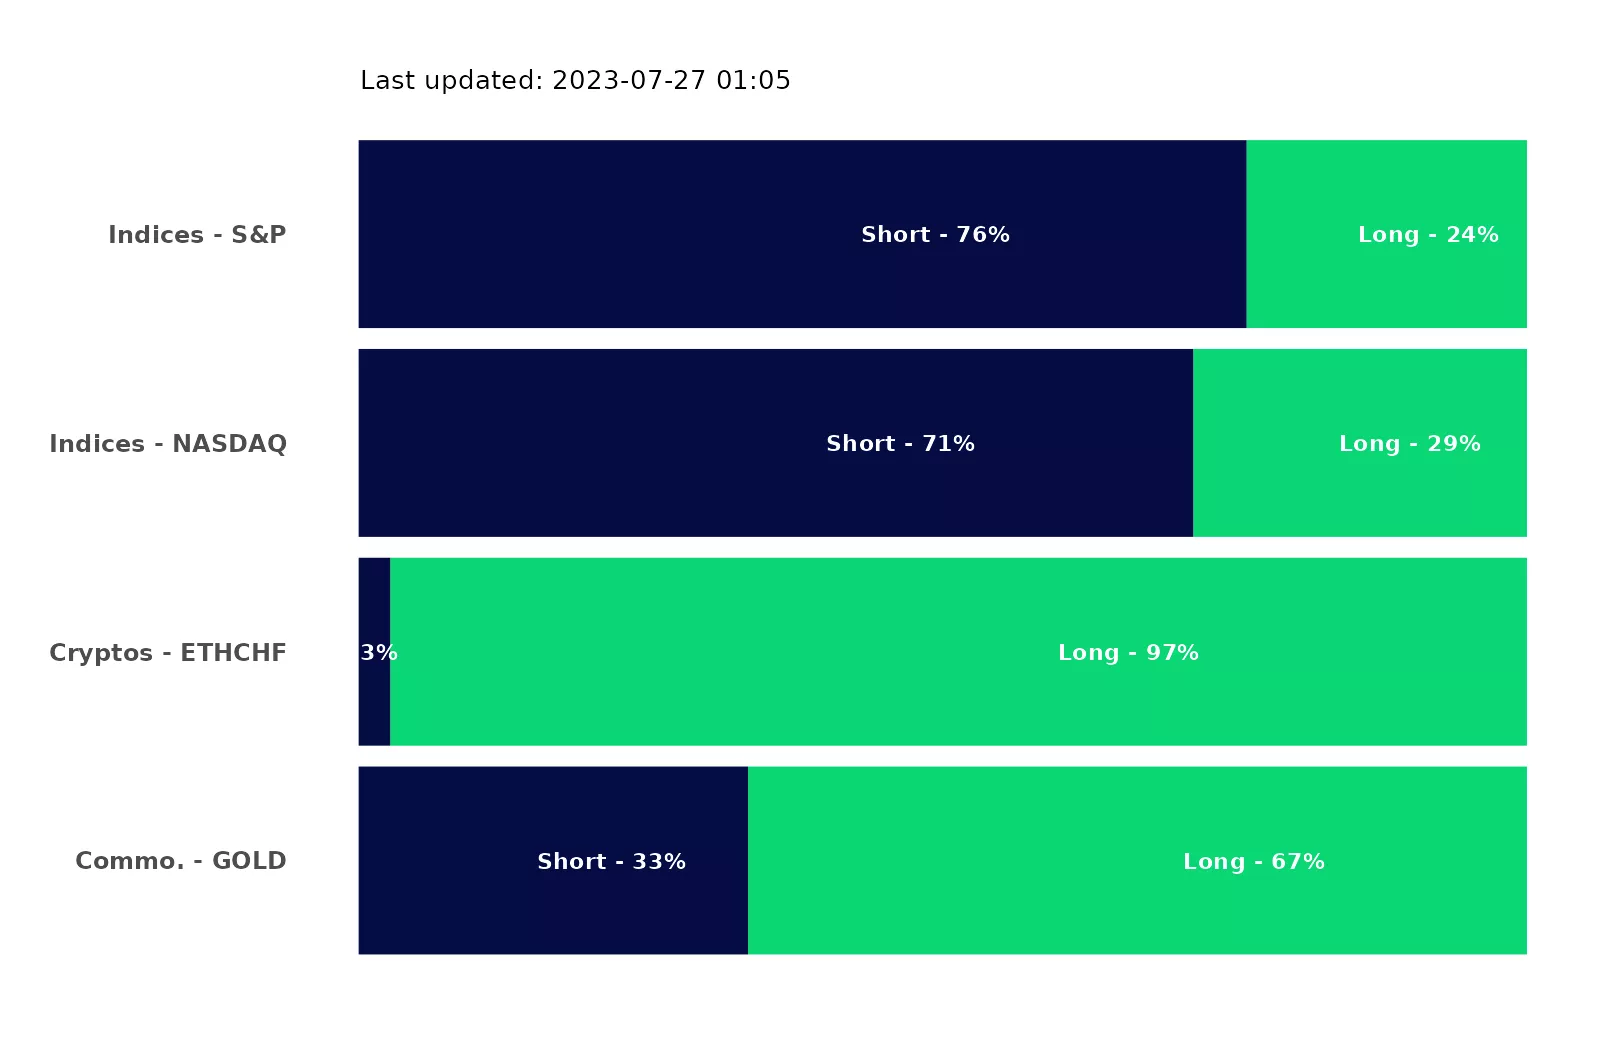 Last updated: 2023-07-27 01:05
Indices - S&P Short - 76% Long - 24%
Indices - NASDAQ Short - 71% Long - 29%
Cryptos - ETHCHF 3% Long - 97%
Commo. - GOLD Short - 33% Long - 67%